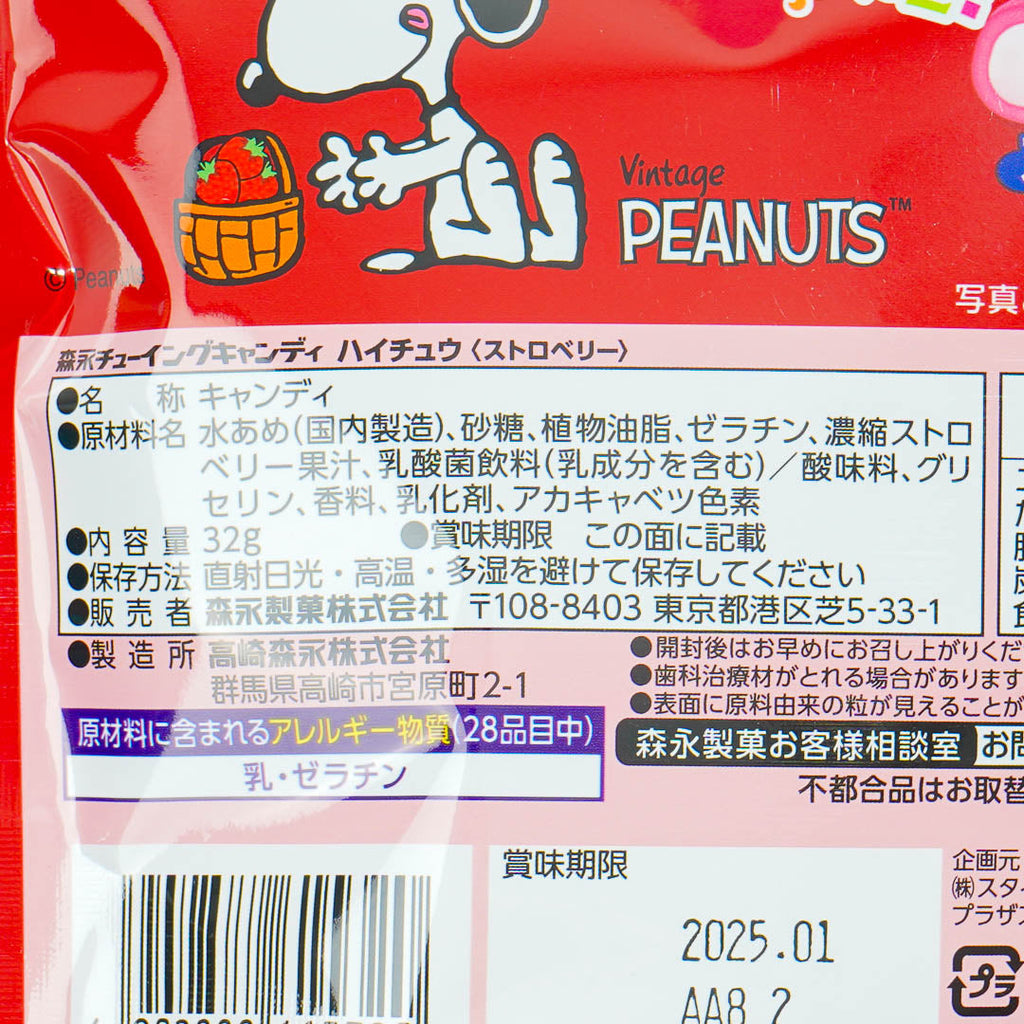 Vintage
PEANUTS™
© Peanuts
写真
森永チューイングキャンディ ハイチュウ〈ストロベリー〉
●名 称 キャンディ
●原材料名 水あめ(国内製造)、砂糖、植物油脂、ゼラチン、濃縮ストロ
ベリー果汁、乳酸菌飲料(乳成分を含む)／酸味料、グリ
セリン、香料、乳化剤、アカキャベツ色素
●内容量 32g ●賞味期限 この面に記載
●保存方法 直射日光・高温・多湿を避けて保存してください
●販売者 森永製菓株式会社 〒108-8403 東京都港区芝5-33-1
●製造所 高崎森永株式会社
群馬県高崎市宮原町2-1
●開封後はお早めにお召し上がりくだ
●歯科治療材がとれる場合があります
●表面に原料由来の粒が見えることが
原材料に含まれるアレルギー物質(28品目中)
乳・ゼラチン
森永製菓お客様相談室 お問
不都合品はお取替
賞味期限
2025.01
AA8 2
企画元
㈱スタ
プラザ
プラ